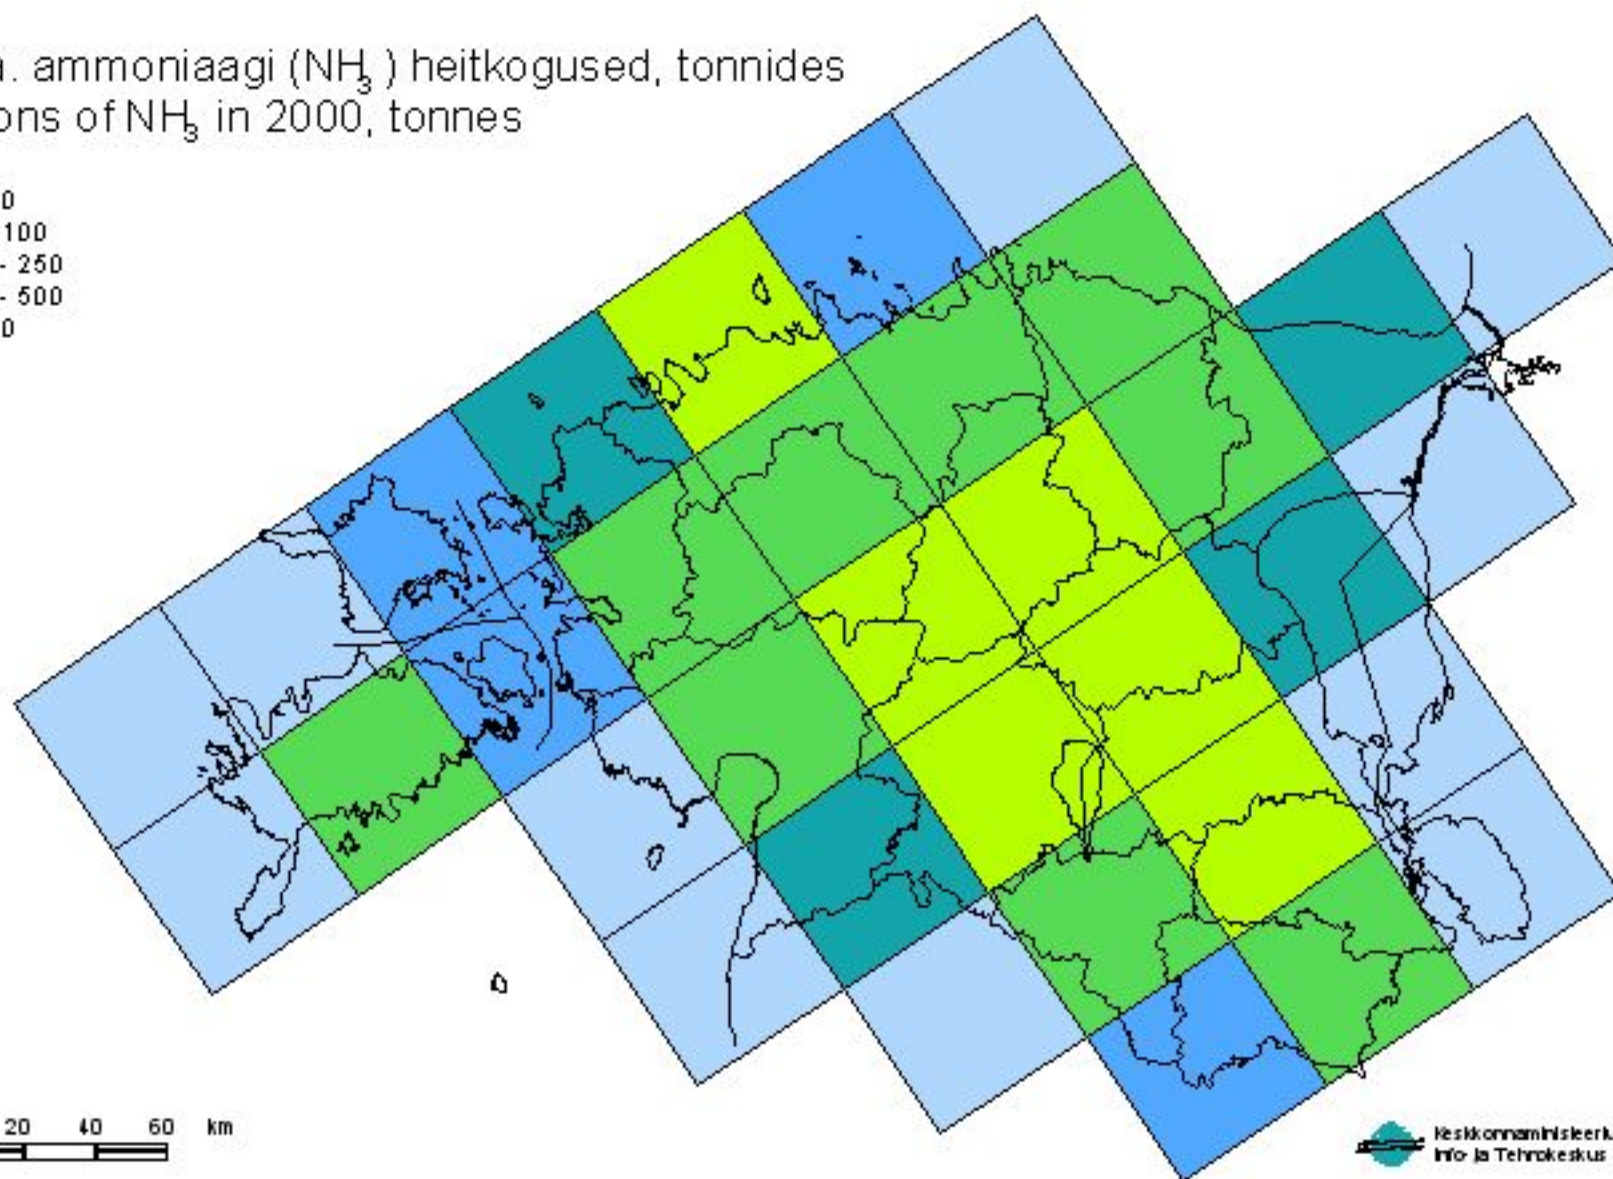 a. ammoniaagi (NH₃) heitkogused, tonnides
ons of NH₃ in 2000, tonnes
0
100
- 250
- 500
0
20 40 60 km
Info- ja Tehnokeskus